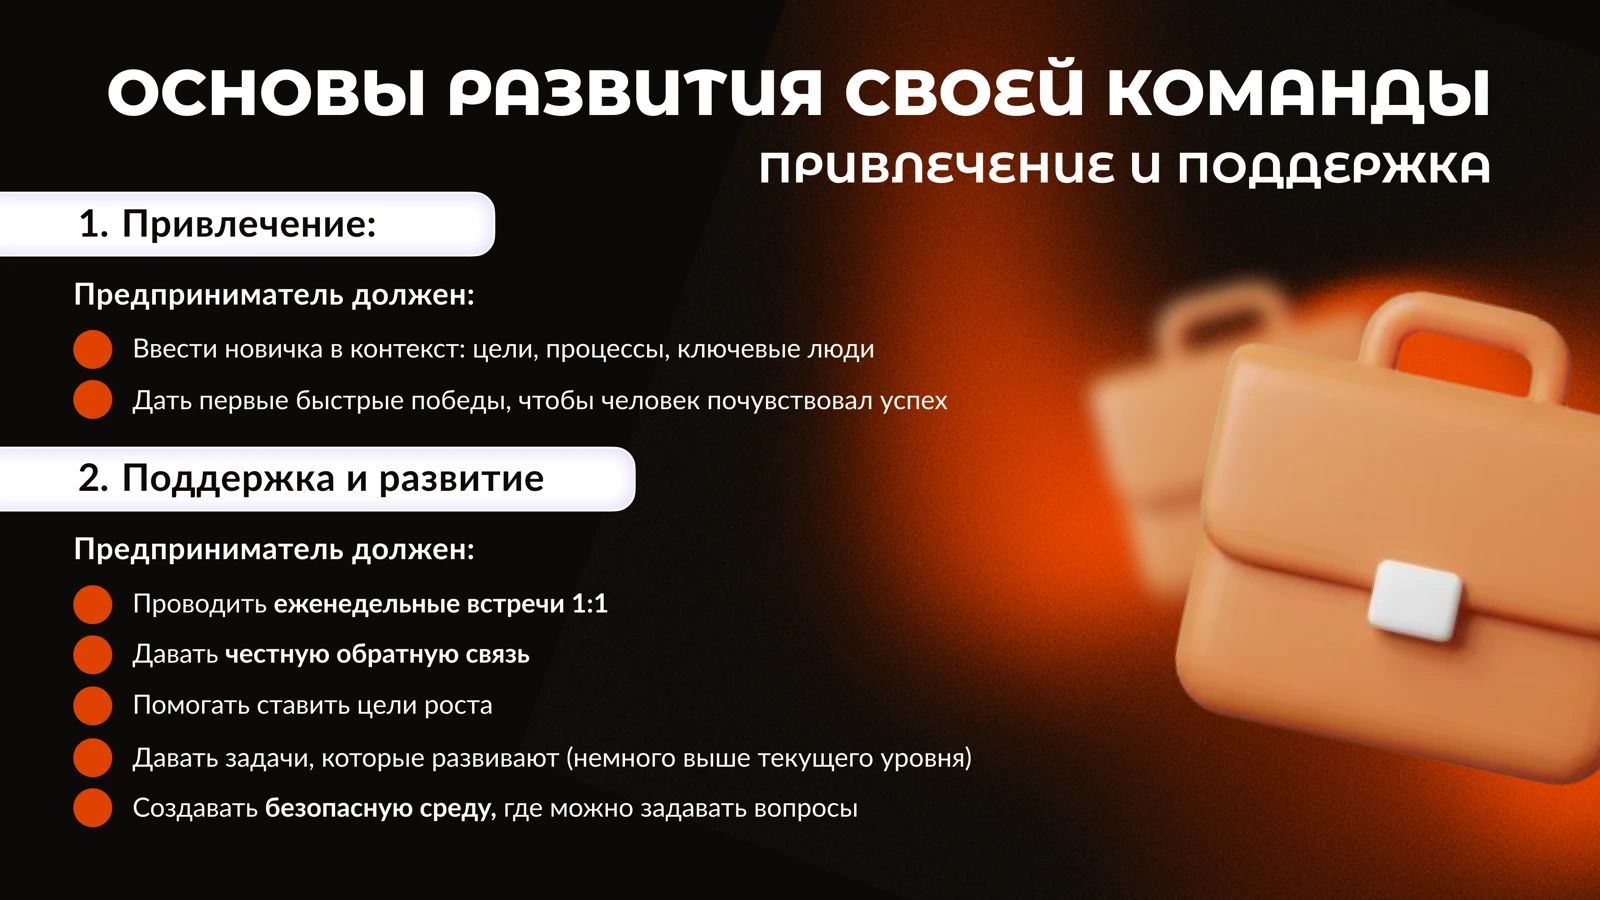 ОСНОВЫ РАЗВИТИЯ СВОЕЙ КОМАНДЫ
ПРИВЛЕЧЕНИЕ И ПОДДЕРЖКА
1. Привлечение:
Предприниматель должен:
Ввести новичка в контекст: цели, процессы, ключевые люди
Дать первые быстрые победы, чтобы человек почувствовал успех
2. Поддержка и развитие
Предприниматель должен:
Проводить еженедельные встречи 1:1
Давать честную обратную связь
Помогать ставить цели роста
Давать задачи, которые развивают (немного выше текущего уровня)
Создавать безопасную среду, где можно задавать вопросы